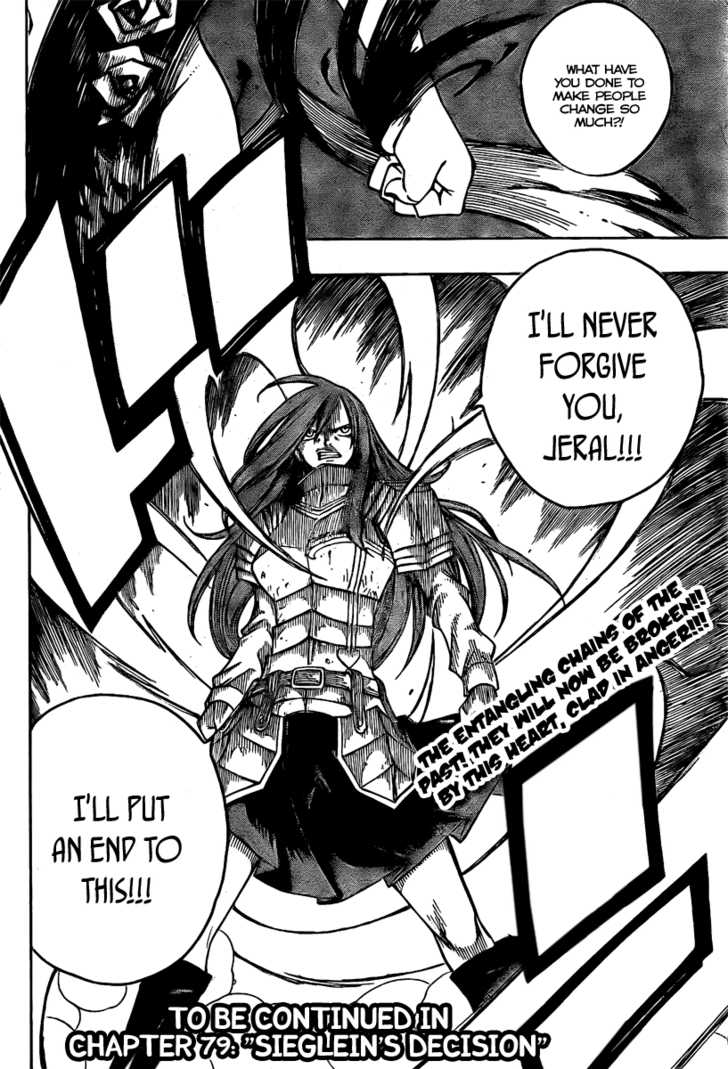 WHAT HAVE
YOU DONE TO
MAKE PEOPLE
CHANGE SO
MUCH?!
I'LL NEVER
FORGIVE
YOU,
JERAL!!!
THE ENTANGLING CHAINS OF THE
PAST! THEY WILL NOW BE BROKEN!!
BY THIS HEART, CLAD IN ANGER!!!
I'LL PUT
AN END TO
THIS!!!
TO BE CONTINUED IN
CHAPTER 79: "SIEGLEIN'S DECISION"